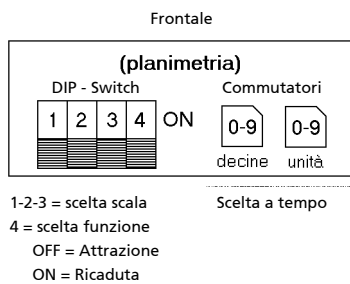 Frontale
(planimetria)
DIP - Switch Commutatori
1 2 3 4 ON 0-9 0-9
decine unità
1-2-3 = scelta scala Scelta a tempo
4 = scelta funzione
OFF = Attrazione
ON = Ricaduta